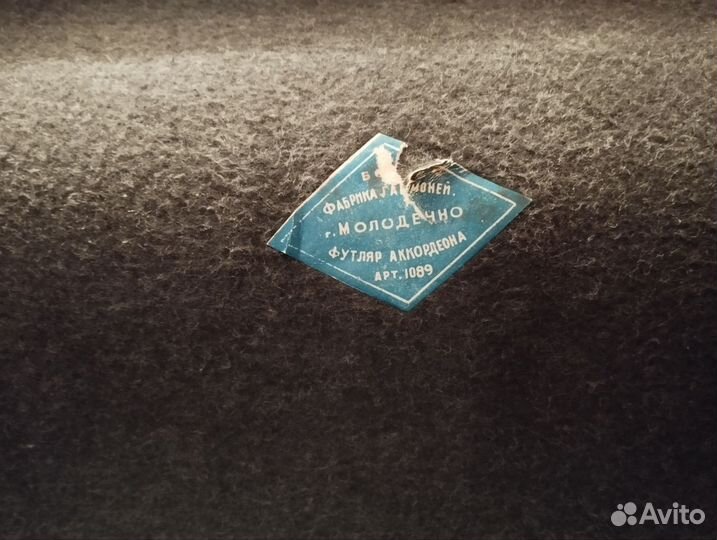 ФАБРИКА
г. МОЛОДЕЧНО
ФУТЛЯР АККОРДЕОНА
АРТ. 1089
Avito